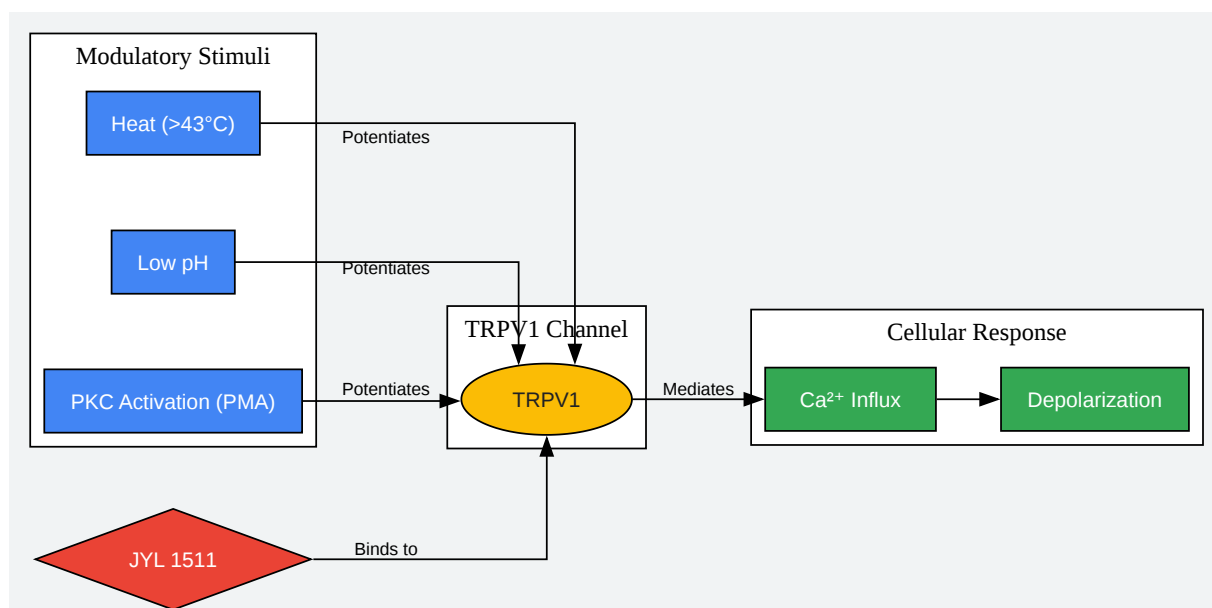 Modulatory Stimuli
Heat (>43°C)
Potentiates
Low pH
Potentiates
PKC Activation (PMA)
Potentiates
TRPV1 Channel
TRPV1
Mediates
Cellular Response
Ca²⁺ Influx
Depolarization
JYL 1511
Binds to